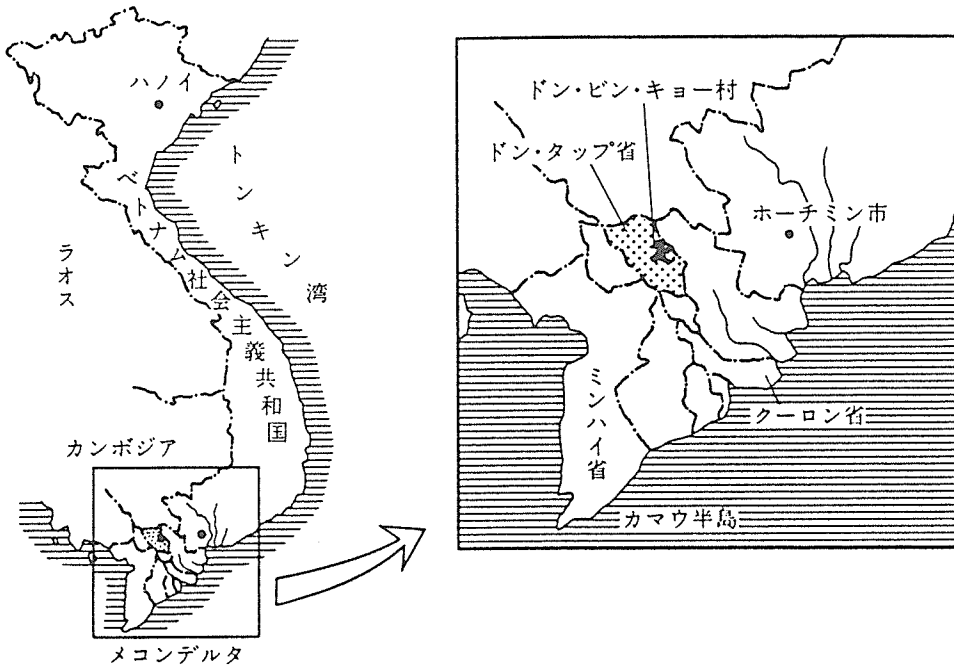 ハノイ
トンキン湾
ベトナム社会主義共和国
ラオス
カンボジア
メコンデルタ
ドン・ビン・キョー村
ドン・タップ省
ホーチミン市
クーロン省
ミンハイ省
カマウ半島